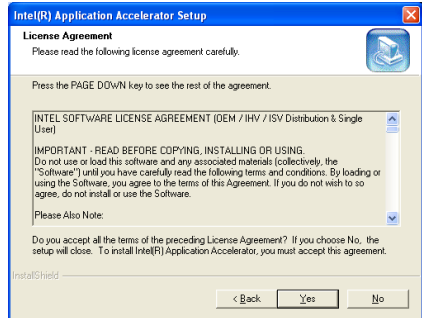 Intel(R) Application Accelerator Setup
License Agreement
Please read the following license agreement carefully.
Press the PAGE DOWN key to see the rest of the agreement.
INTEL SOFTWARE LICENSE AGREEMENT (OEM / IHV / ISV Distribution & Single
User)
IMPORTANT - READ BEFORE COPYING, INSTALLING OR USING.
Do not use or load this software and any associated materials (collectively, the
"Software") until you have carefully read the following terms and conditions. By loading or
using the Software, you agree to the terms of this Agreement. If you do not wish to so
agree, do not install or use the Software.
Please Also Note:
Do you accept all the terms of the preceding License Agreement? If you choose No, the
setup will close. To install Intel(R) Application Accelerator, you must accept this agreement.
InstallShield
< Back Yes No